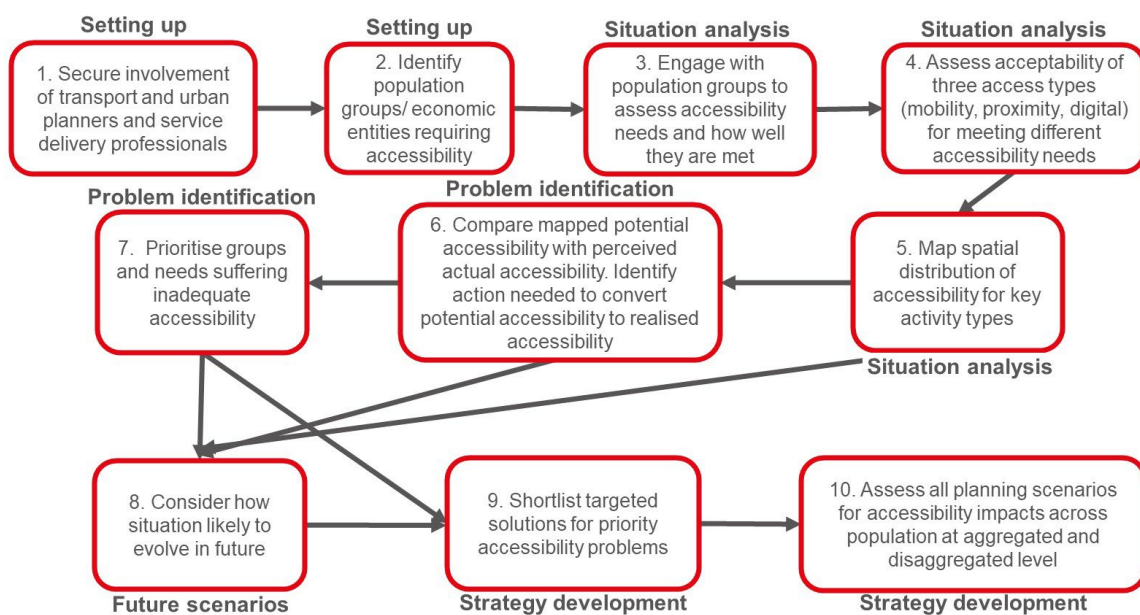 Setting up
1. Secure involvement
of transport and urban
planners and service
delivery professionals
Setting up
2. Identify
population
groups/ economic
entities requiring
accessibility
Situation analysis
3. Engage with
population groups to
assess accessibility
needs and how well
they are met
Situation analysis
4. Assess acceptability of
three access types
(mobility, proximity, digital)
for meeting different
accessibility needs
Problem identification
7. Prioritise groups
and needs suffering
inadequate
accessibility
Problem identification
6. Compare mapped potential
accessibility with perceived
actual accessibility. Identify
action needed to convert
potential accessibility to realised
accessibility
5. Map spatial
distribution of
accessibility for key
activity types
Situation analysis
8. Consider how
situation likely to
evolve in future
Future scenarios
9. Shortlist targeted
solutions for priority
accessibility problems
Strategy development
10. Assess all planning scenarios
for accessibility impacts across
population at aggregated and
disaggregated level
Strategy development